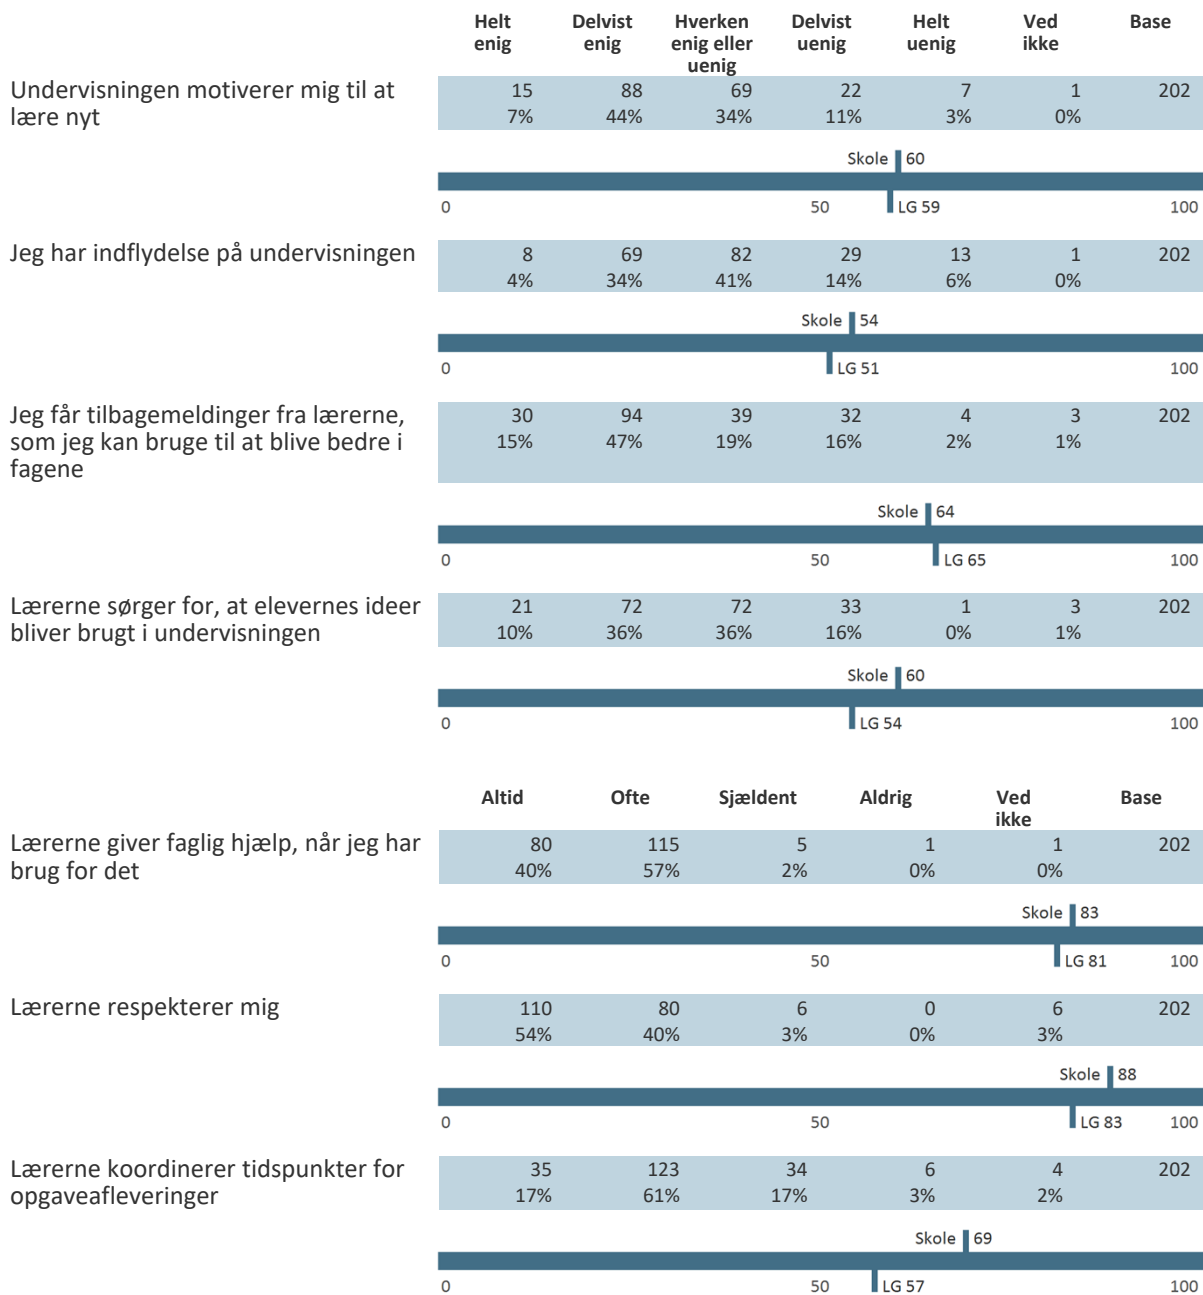 Helt enig Delvist enig Hverken enig eller uenig Delvist uenig Helt uenig Ved ikke Base
Undervisningen motiverer mig til at lære nyt
15 88 69 22 7 1 202
7% 44% 34% 11% 3% 0%
Skole 60
0 50 LG 59 100
Jeg har indflydelse på undervisningen
8 69 82 29 13 1 202
4% 34% 41% 14% 6% 0%
Skole 54
0 LG 51 100
Jeg får tilbagemeldinger fra lærerne,
som jeg kan bruge til at blive bedre i
fagene
30 94 39 32 4 3 202
15% 47% 19% 16% 2% 1%
Skole 64
0 50 LG 65 100
Lærerne sørger for, at elevernes ideer
bliver brugt i undervisningen
21 72 72 33 1 3 202
10% 36% 36% 16% 0% 1%
Skole 60
0 LG 54 100
Altid Ofte Sjældent Aldrig Ved ikke Base
Lærerne giver faglig hjælp, når jeg har
brug for det
80 115 5 1 1 202
40% 57% 2% 0% 0%
Skole 83
0 50 LG 81 100
Lærerne respekterer mig
110 80 6 0 6 202
54% 40% 3% 0% 3%
Skole 88
0 50 LG 83 100
Lærerne koordinerer tidspunkter for
opgaveafleveringer
35 123 34 6 4 202
17% 61% 17% 3% 2%
Skole 69
0 50 LG 57 100